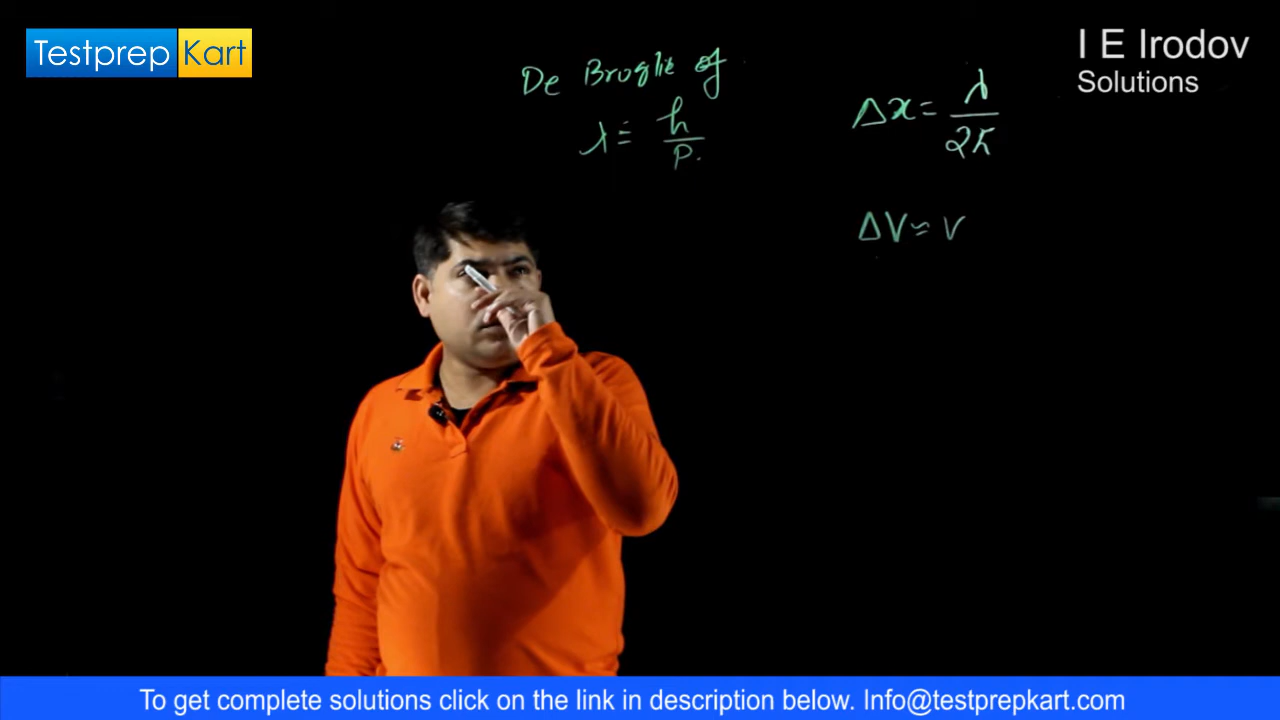 Testprep Kart
I E Irodov
Solutions
De Broglie of
λ = h/p.
Δx = λ/2π
ΔV ≃ V
To get complete solutions click on the link in description below. Info@testprepkart.com